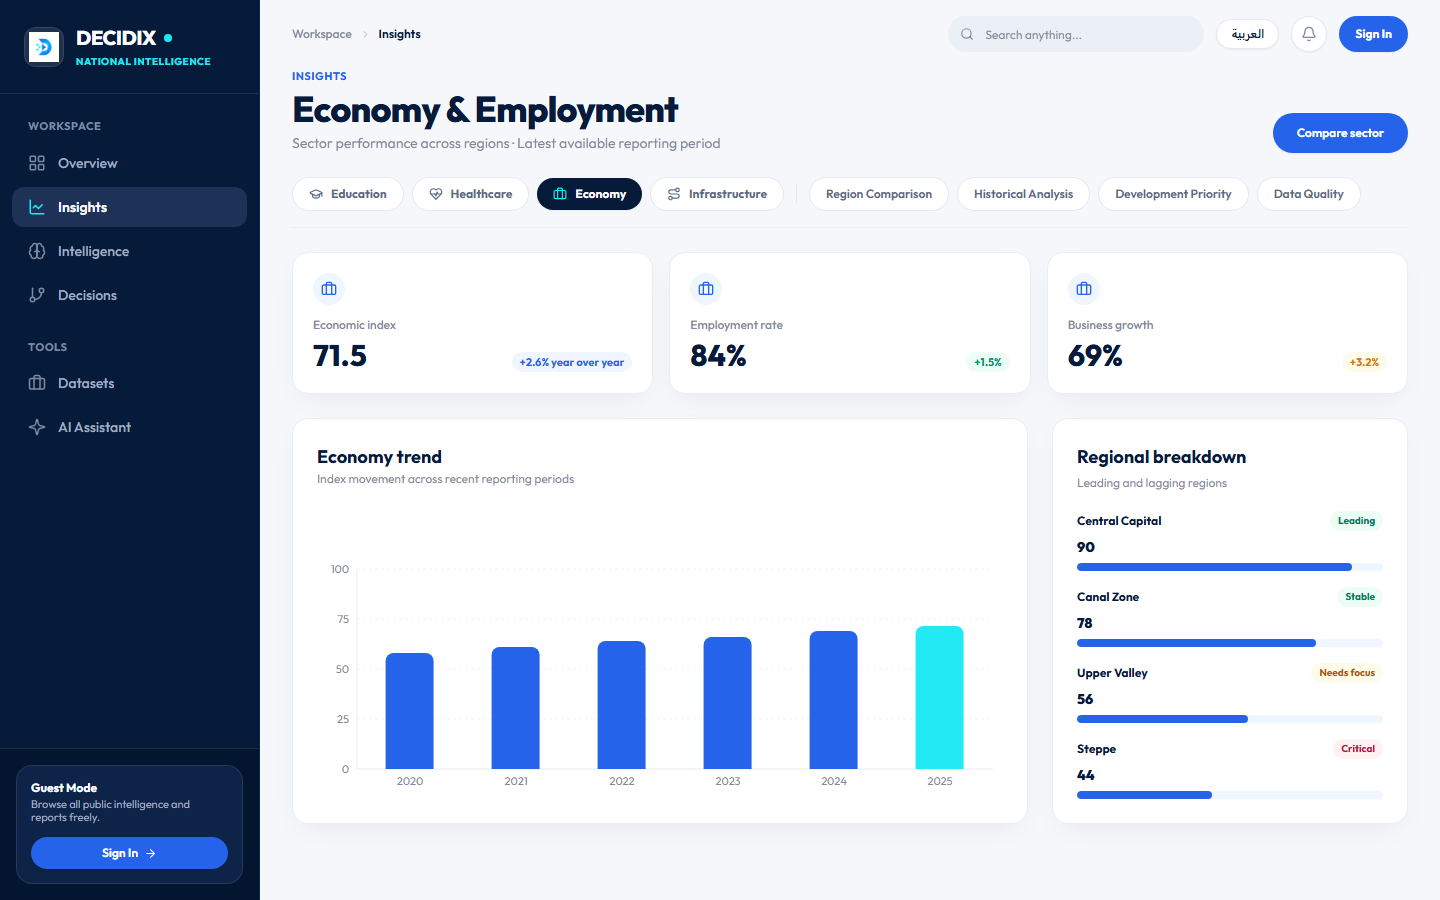 DECIDIX
NATIONAL INTELLIGENCE
WORKSPACE
Overview
Insights
Intelligence
Decisions
TOOLS
Datasets
AI Assistant
Guest Mode
Browse all public intelligence and
reports freely.
Sign In
Workspace
Insights
Search anything...
العربية
Sign In
INSIGHTS
Economy & Employment
Sector performance across regions · Latest available reporting period
Compare sector
Education
Healthcare
Economy
Infrastructure
Region Comparison
Historical Analysis
Development Priority
Data Quality
Economic index
71.5
+2.6% year over year
Employment rate
84%
+1.5%
Business growth
69%
+3.2%
Economy trend
Index movement across recent reporting periods
100
75
50
25
0
2020
2021
2022
2023
2024
2025
Regional breakdown
Leading and lagging regions
Central Capital
Leading
90
Canal Zone
Stable
78
Upper Valley
Needs focus
56
Steppe
Critical
44